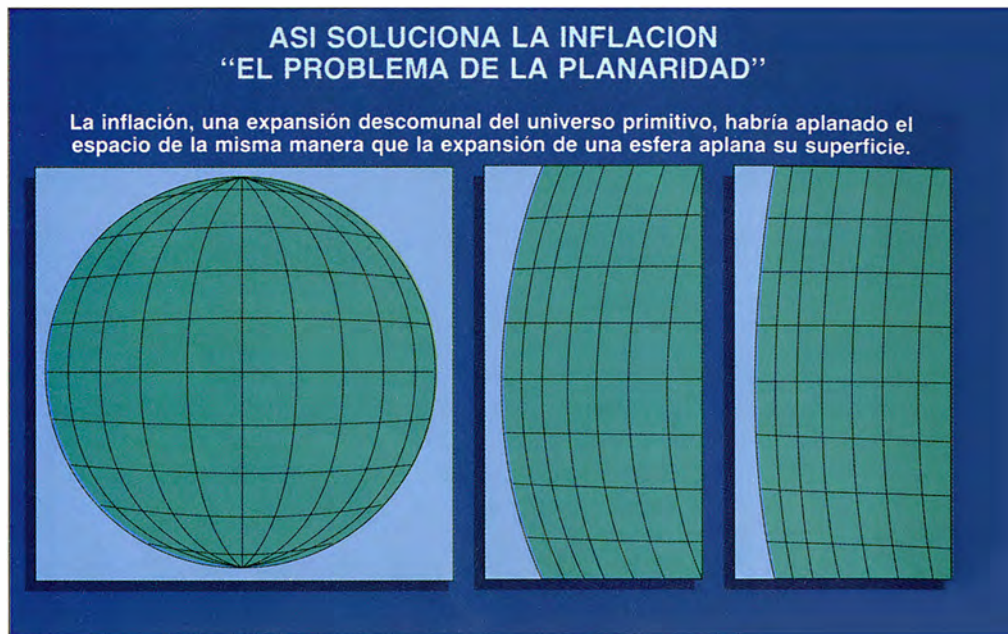 ASI SOLUCIONA LA INFLACION
“EL PROBLEMA DE LA PLANARIDAD”
La inflación, una expansión descomunal del universo primitivo, habría aplanado el
espacio de la misma manera que la expansión de una esfera aplana su superficie.